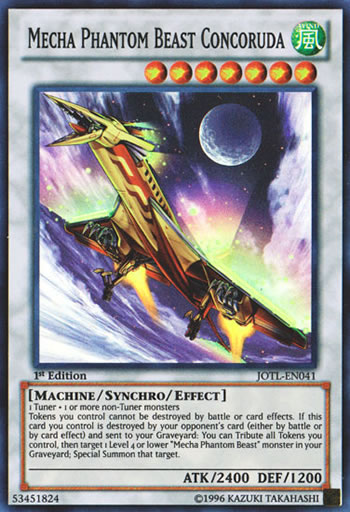 MECHA PHANTOM BEAST CONCORUDA
WIND
風
1st Edition
JOTL-EN041
[MACHINE/SYNCHRO/EFFECT]
1 Tuner + 1 or more non-Tuner monsters
Tokens you control cannot be destroyed by battle or card effects. If this
card you control is destroyed by your opponent's card (either by battle or
by card effect) and sent to your Graveyard: You can Tribute all Tokens you
control, then target 1 Level 4 or lower "Mecha Phantom Beast" monster in
your Graveyard; Special Summon that target.
ATK/2400 DEF/1200
53451824
©1996 KAZUKI TAKAHASHI